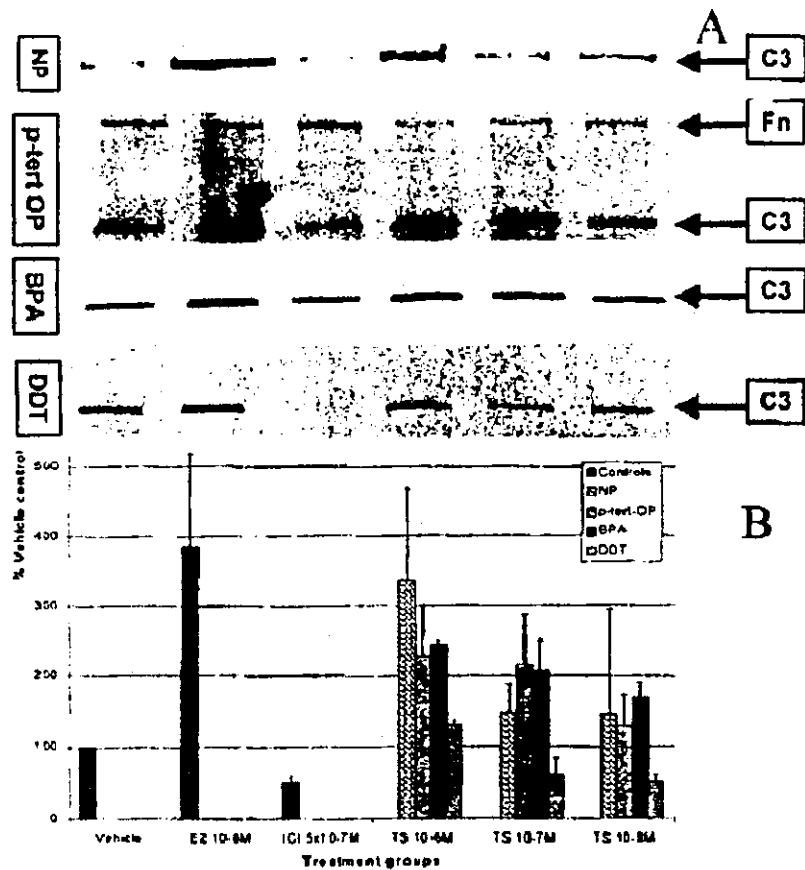 A
NP
C3
p-tert OP
Fn
C3
BPA
C3
DDT
C3
B
% Vehicle control
500
400
300
200
100
0
Controls
NP
p-tert-OP
BPA
DDT
Vehicle
E2 10-8M
ICI 5x10-7M
TS 10-6M
TS 10-7M
TS 10-8M
Treatment groups